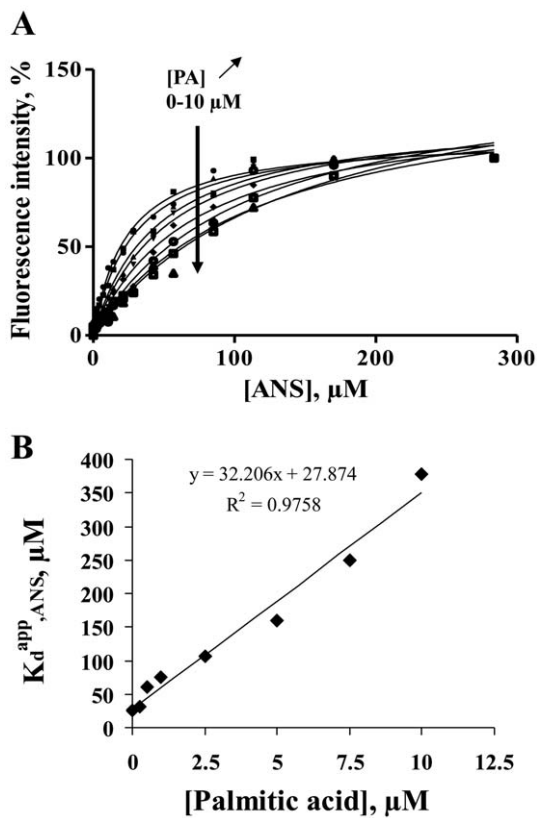 A
Fluorescence intensity, %
150
100
50
0
[PA]
0-10 µM
0
100
200
300
[ANS], µM
B
K_d^app,ANS, µM
400
350
300
250
200
150
100
50
0
y = 32.206x + 27.874
R² = 0.9758
0
2.5
5
7.5
10
12.5
[Palmitic acid], µM